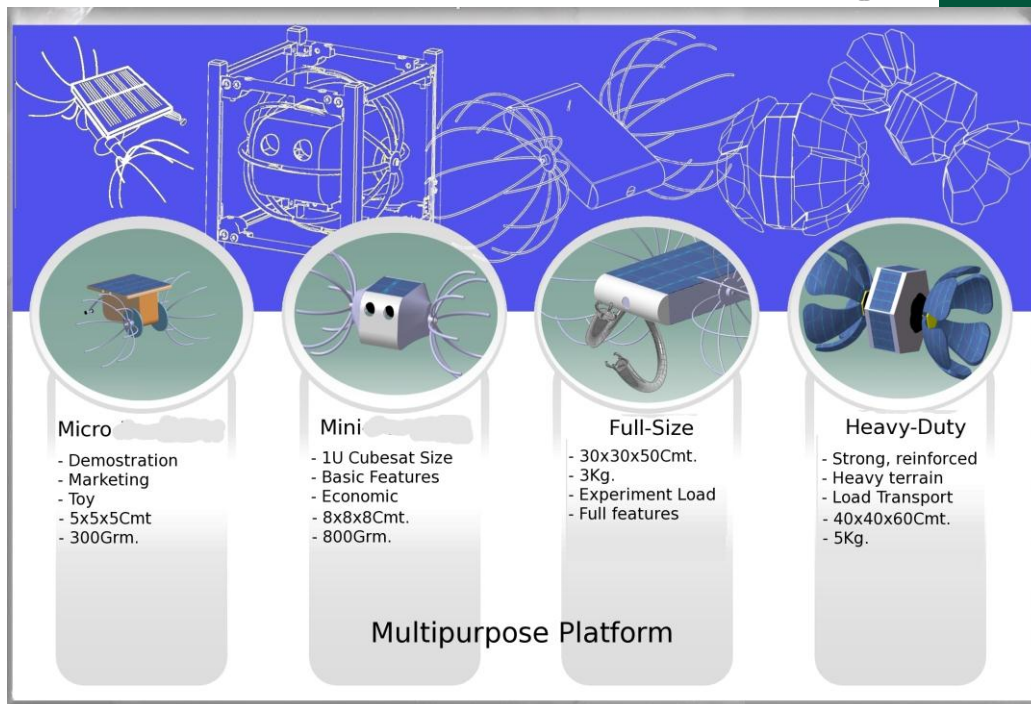 Micro
- Demostration
- Marketing
- Toy
- 5x5x5Cmt
- 300Grm.
Mini
- 1U Cubesat Size
- Basic Features
- Economic
- 8x8x8Cmt.
- 800Grm.
Full-Size
- 30x30x50Cmt.
- 3Kg.
- Experiment Load
- Full features
Heavy-Duty
- Strong, reinforced
- Heavy terrain
- Load Transport
- 40x40x60Cmt.
- 5Kg.
Multipurpose Platform